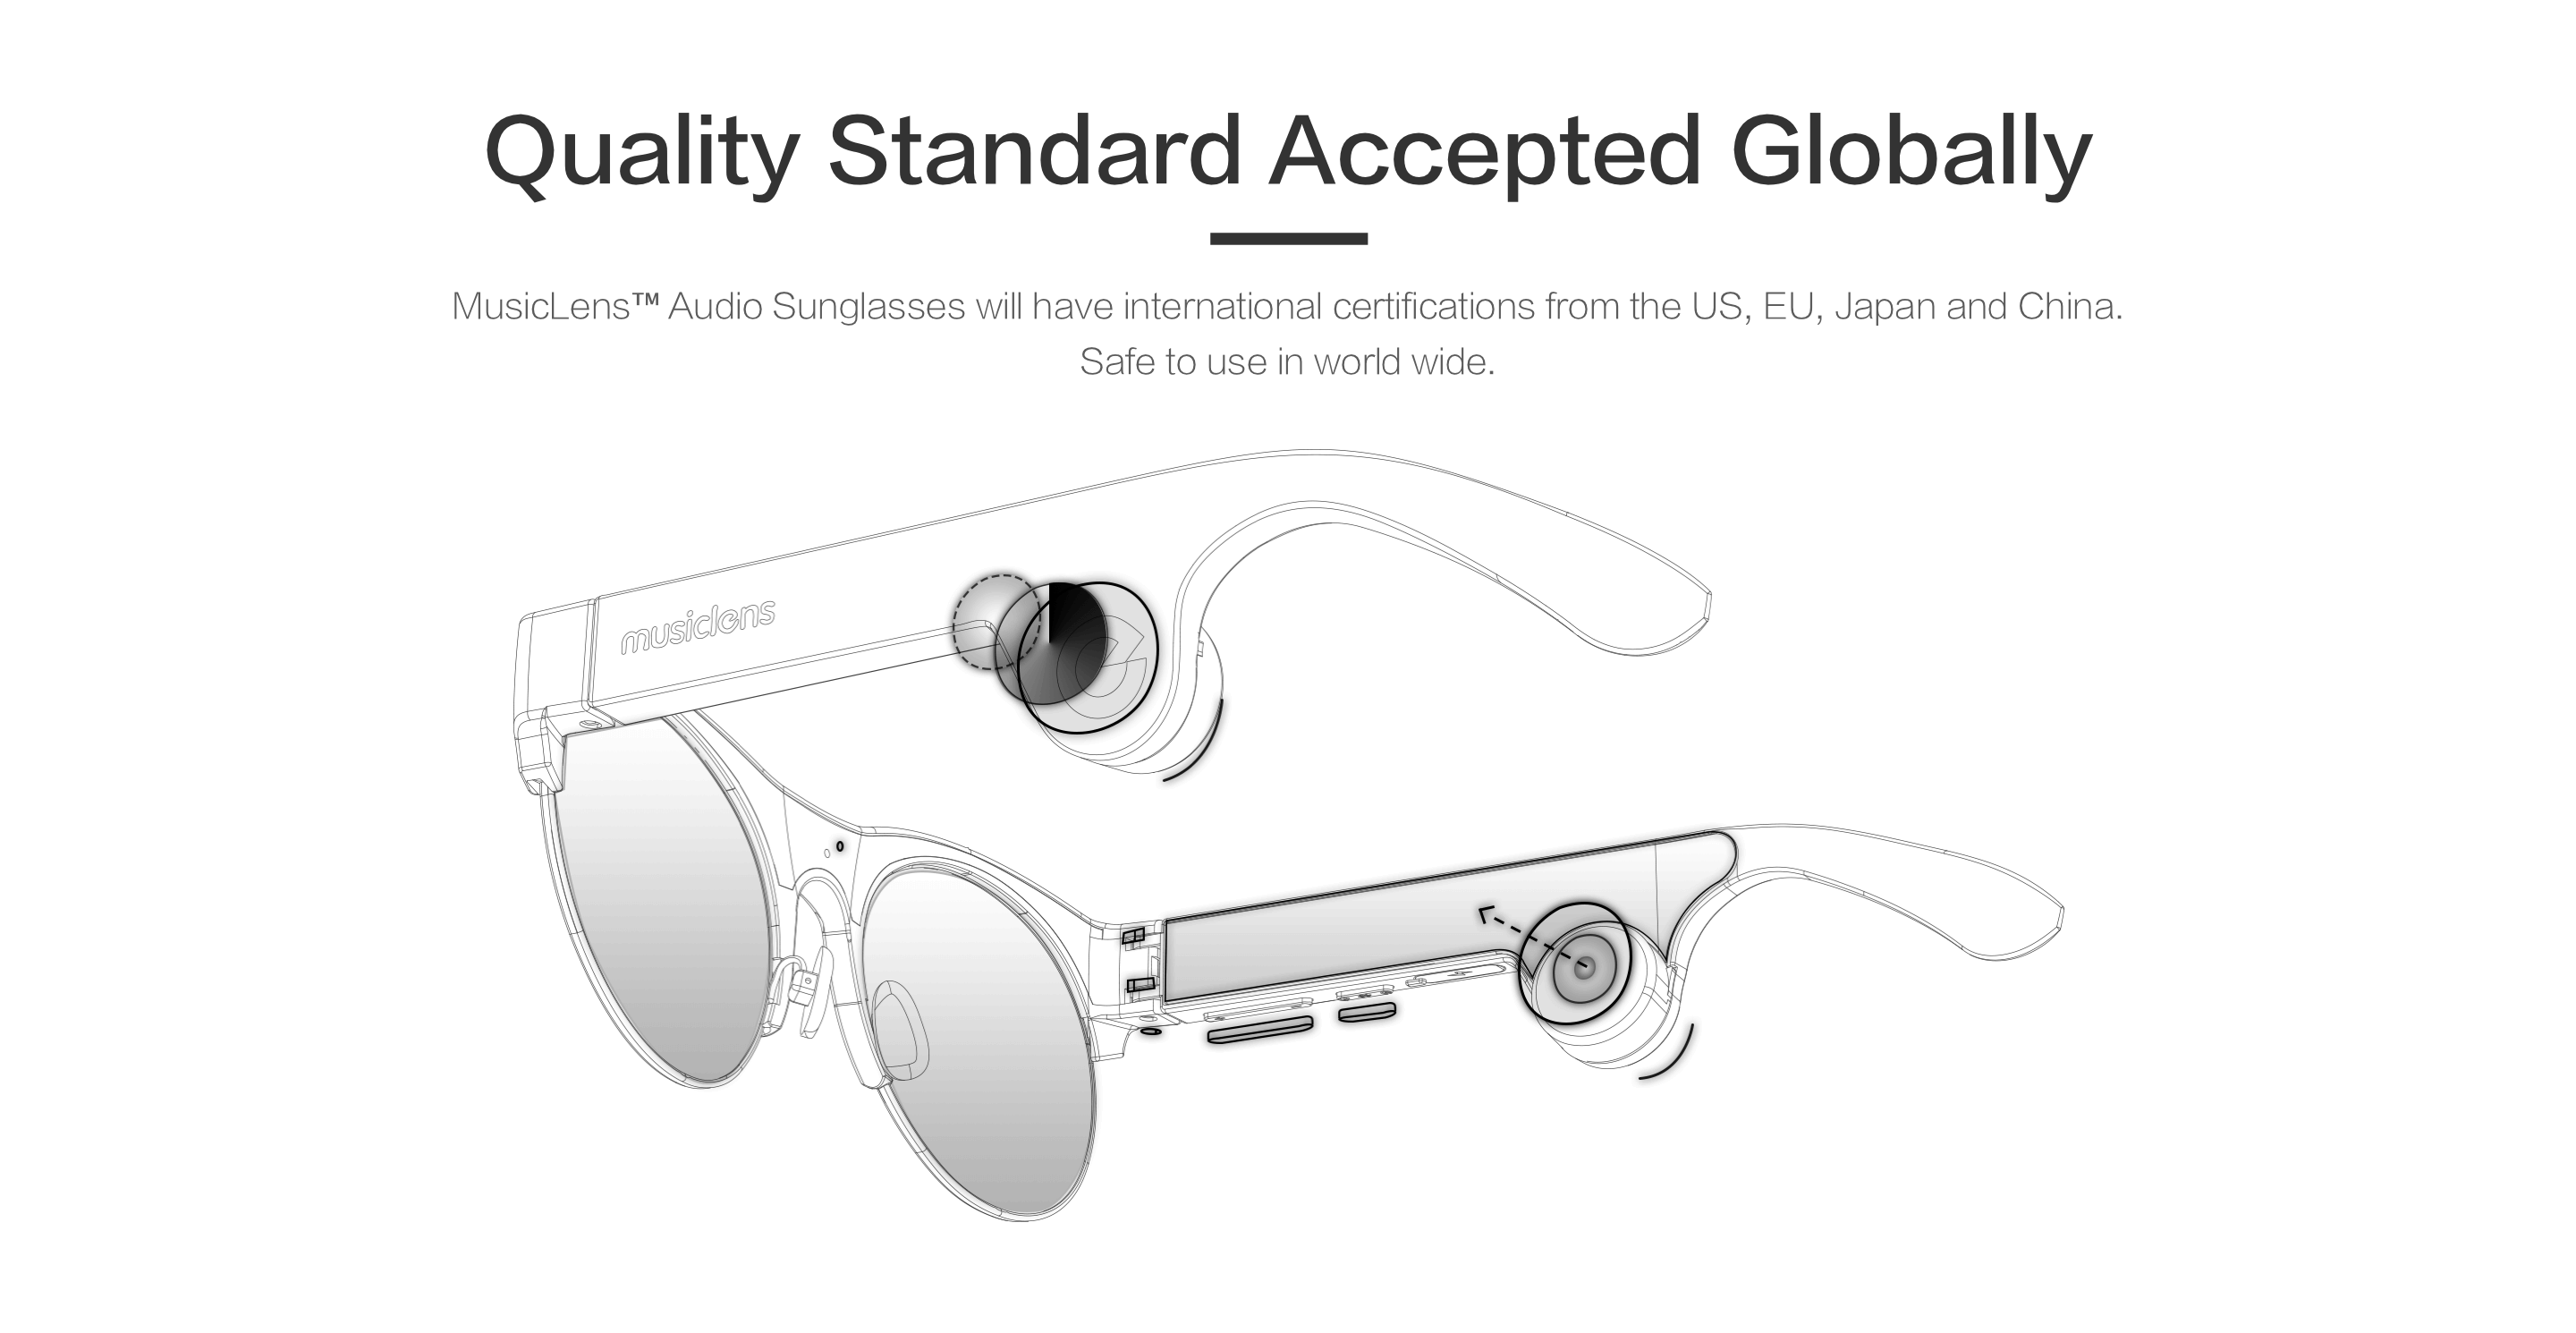 Quality Standard Accepted Globally
MusicLens™ Audio Sunglasses will have international certifications from the US, EU, Japan and China.
Safe to use in world wide.
musiclens